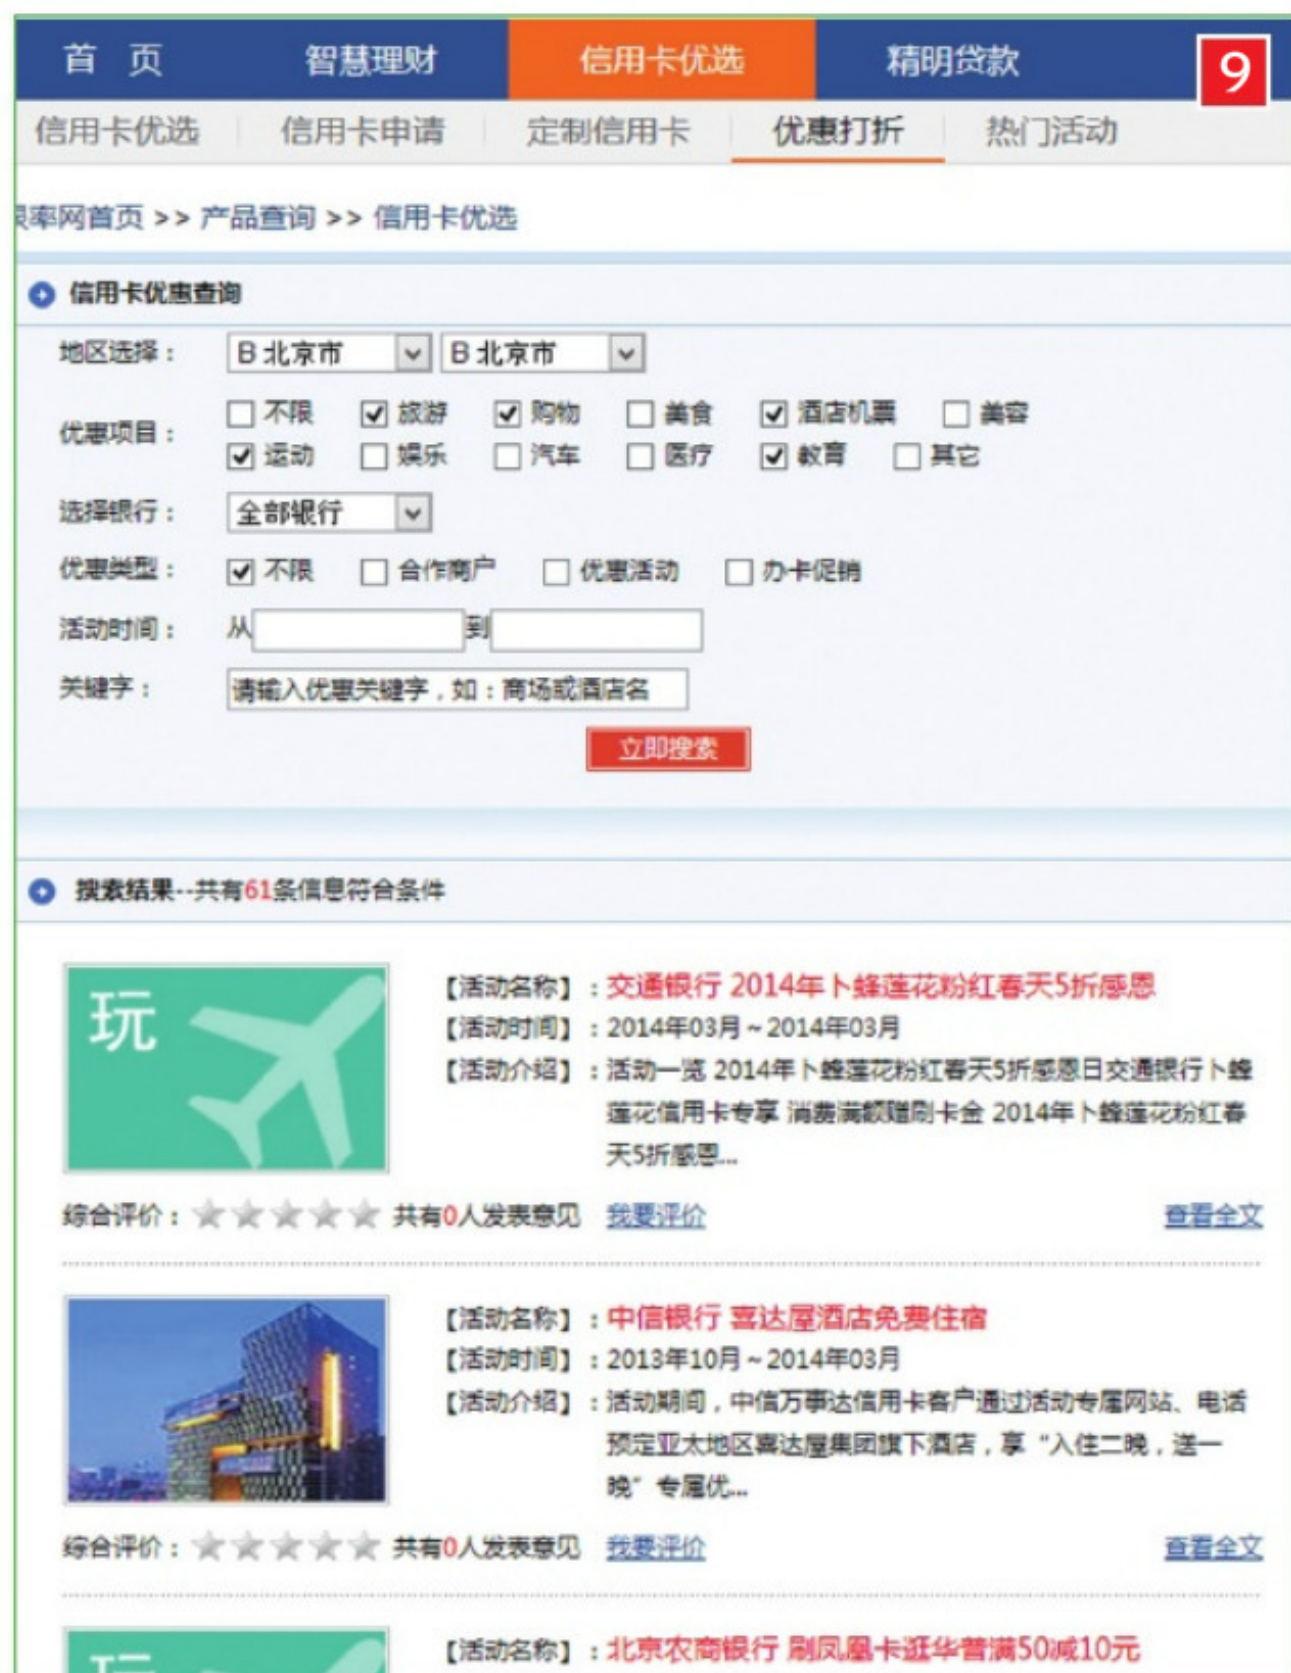 首 页 智慧理财 信用卡优选 精明贷款 9
信用卡优选 信用卡申请 定制信用卡 优惠打折 热门活动
率网首页 >> 产品查询 >> 信用卡优选
信用卡优惠查询
地区选择： B 北京市 B 北京市
优惠项目：
不限 旅游 购物 美食 酒店机票 美容
运动 娱乐 汽车 医疗 教育 其它
选择银行： 全部银行
优惠类型： 不限 合作商户 优惠活动 办卡促销
活动时间： 从 到
关键字： 请输入优惠关键字，如：商场或酒店名
立即搜索
搜索结果--共有61条信息符合条件
玩
【活动名称】：交通银行 2014年卜蜂莲花粉红春天5折感恩
【活动时间】：2014年03月～2014年03月
【活动介绍】：活动一览 2014年卜蜂莲花粉红春天5折感恩日交通银行卜蜂
莲花信用卡专享 消费满额赠刷卡金 2014年卜蜂莲花粉红春
天5折感恩...
综合评价： 共有0人发表意见 我要评价 查看全文
【活动名称】：中信银行 喜达屋酒店免费住宿
【活动时间】：2013年10月～2014年03月
【活动介绍】：活动期间，中信万事达信用卡客户通过活动专属网站、电话
预定亚太地区喜达屋集团旗下酒店，享“入住二晚，送一
晚”专属优...
综合评价： 共有0人发表意见 我要评价 查看全文
玩
【活动名称】：北京农商银行 刷凤凰卡逛华普满50减10元